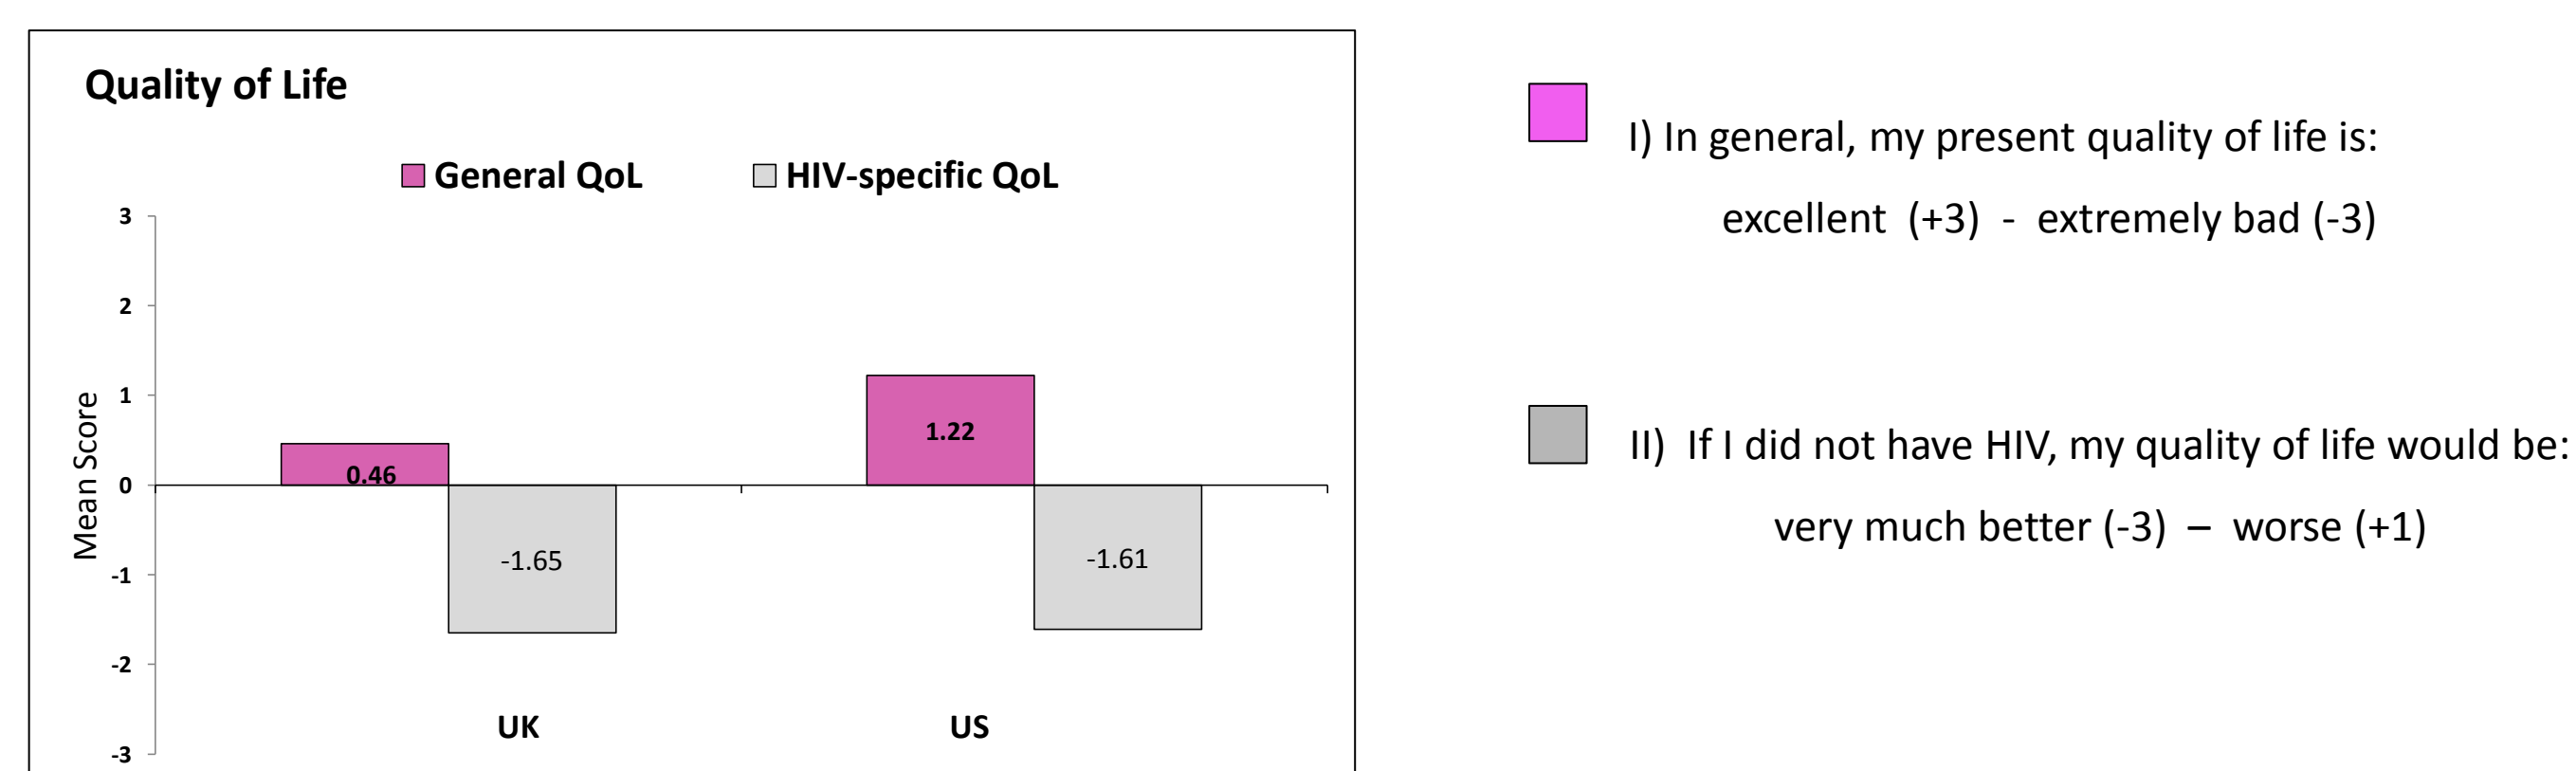 Quality of Life
General QoL HIV-specific QoL
3
2
1
0
-1
-2
-3
Mean Score
0.46
-1.65
1.22
-1.61
UK US
I) In general, my present quality of life is:
excellent (+3) - extremely bad (-3)
II) If I did not have HIV, my quality of life would be:
very much better (-3) – worse (+1)